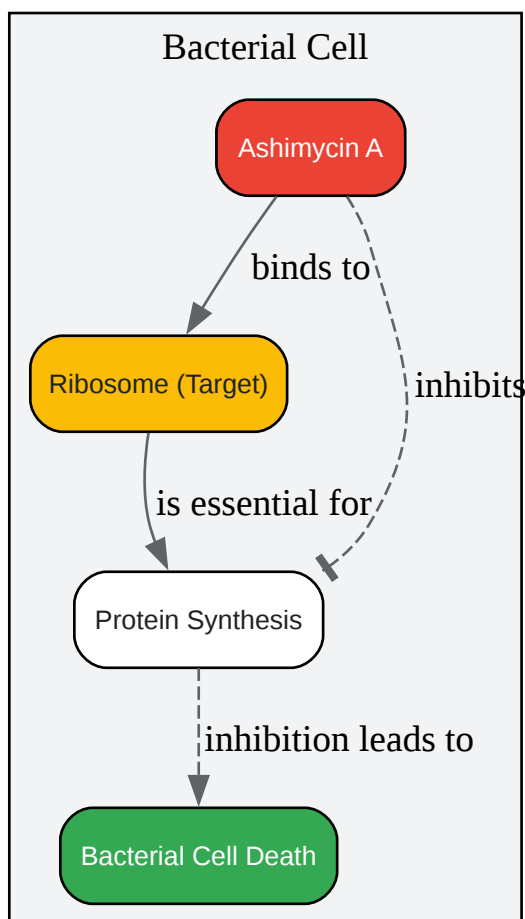 Bacterial Cell
Ashimycin A
binds to
Ribosome (Target)
inhibits
is essential for
Protein Synthesis
inhibition leads to
Bacterial Cell Death